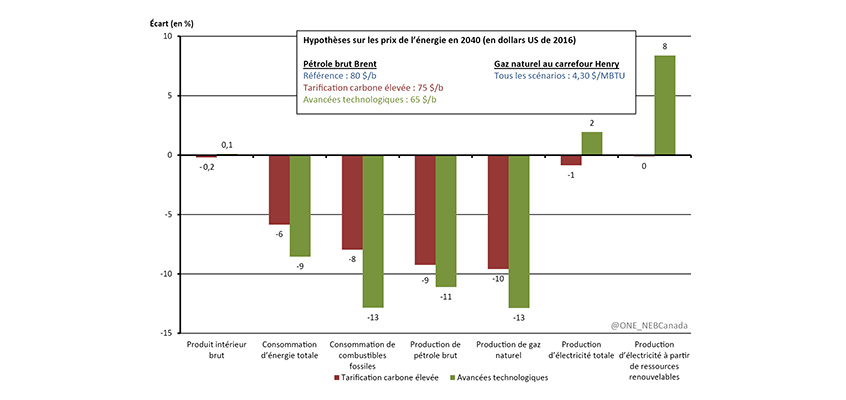 Écart (en %)
10
5
0
-5
-10
-15
Hypothèses sur les prix de l'énergie en 2040 (en dollars US de 2016)
Pétrole brut Brent
Référence : 80 $/b
Tarification carbone élevée : 75 $/b
Avancées technologiques : 65 $/b
Gaz naturel au carrefour Henry
Tous les scénarios : 4,30 $/MBTU
-0,2
0,1
-6
-9
-8
-13
-9
-11
-10
-13
-1
2
0
8
@ONE_NEBCanada
Produit intérieur
brut
Consommation
d'énergie totale
Consommation de
combustibles
fossiles
Production de
pétrole brut
Production de gaz
naturel
Production
d'électricité totale
Production
d'électricité à partir
de ressources
renouvelables
Tarification carbone élevée
Avancées technologiques